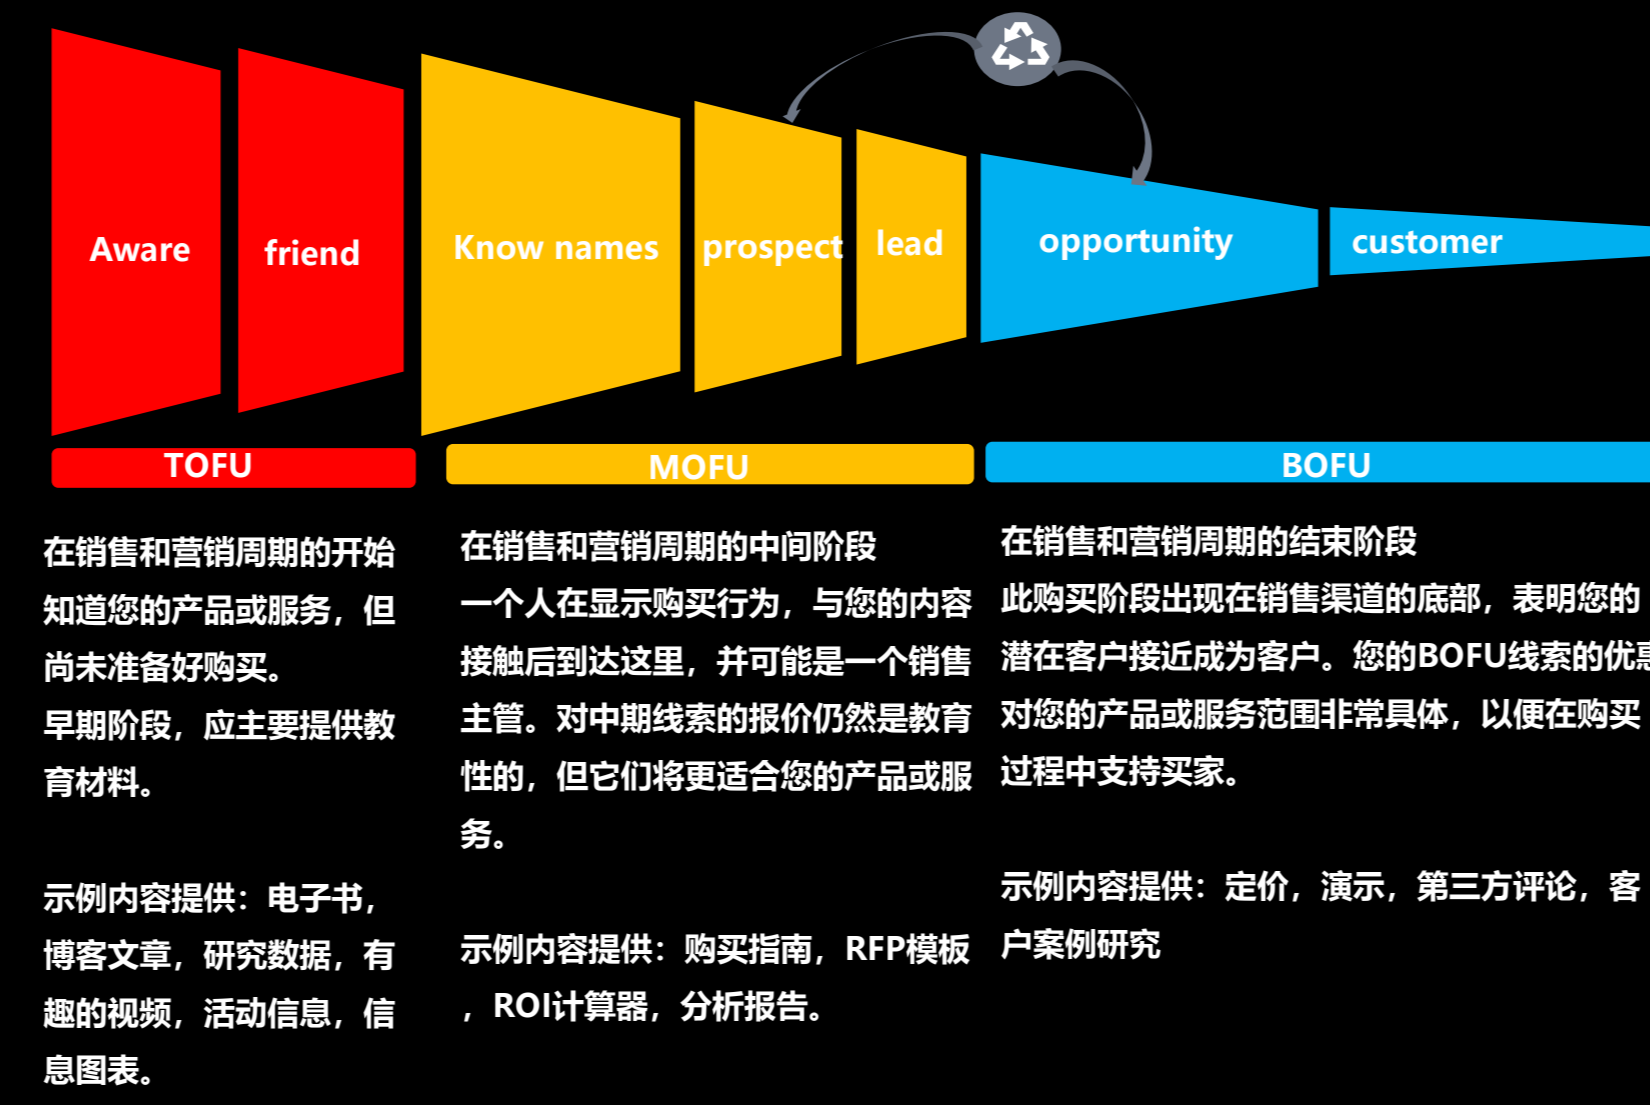 Aware
friend
Know names
prospect
lead
opportunity
customer
TOFU
MOFU
BOFU
在销售和营销周期的开始
知道您的产品或服务，但
尚未准备好购买。
早期阶段，应主要提供教
育材料。
示例内容提供：电子书，
博客文章，研究数据，有
趣的视频，活动信息，信
息图表。
在销售和营销周期的中间阶段
一个人在显示购买行为，与您的内容
接触后到达这里，并可能是一个销售
主管。对中期线索的报价仍然是教育
性的，但它们将更适合您的产品或服
务。
示例内容提供：购买指南，RFP模板
，ROI计算器，分析报告。
在销售和营销周期的结束阶段
此购买阶段出现在销售渠道的底部，表明您的
潜在客户接近成为客户。您的BOFU线索的优惠
对您的产品或服务范围非常具体，以便在购买
过程中支持买家。
示例内容提供：定价，演示，第三方评论，客
户案例研究